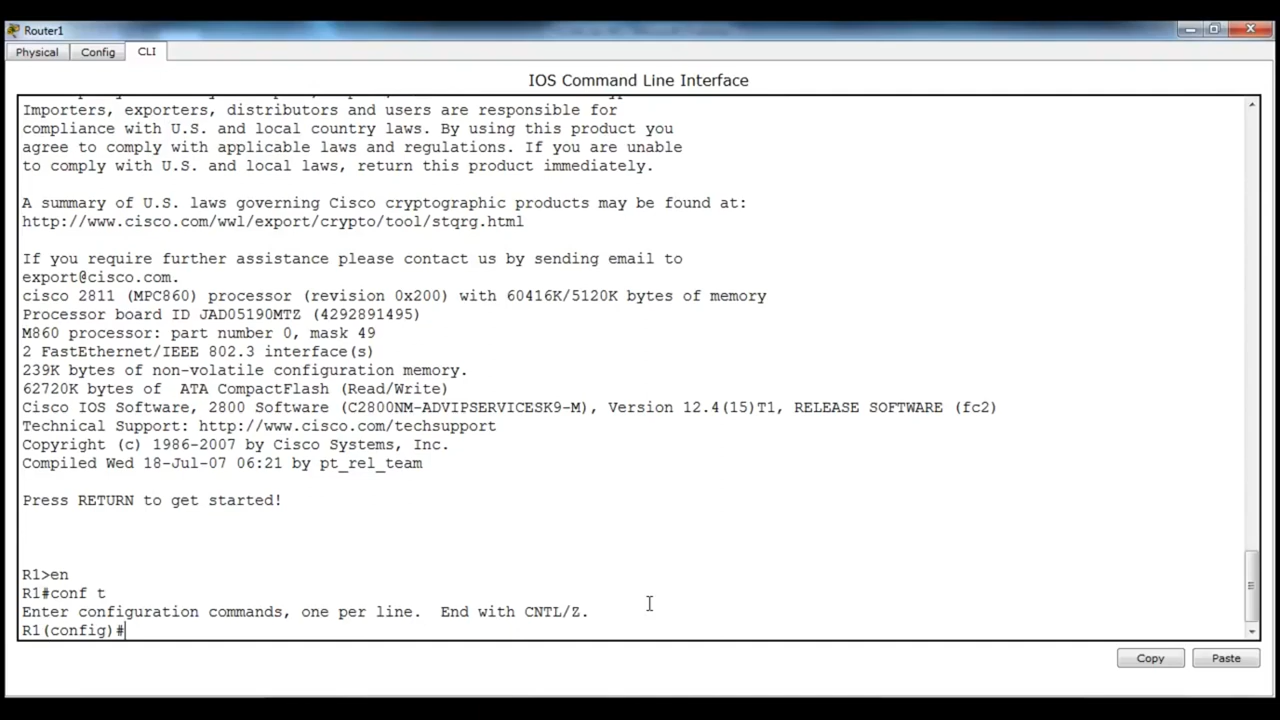 Router1
Physical
Config
CLI
IOS Command Line Interface
Importers, exporters, distributors and users are responsible for
compliance with U.S. and local country laws. By using this product you
agree to comply with applicable laws and regulations. If you are unable
to comply with U.S. and local laws, return this product immediately.
A summary of U.S. laws governing Cisco cryptographic products may be found at:
http://www.cisco.com/wwl/export/crypto/tool/stqrg.html
If you require further assistance please contact us by sending email to
export@cisco.com.
cisco 2811 (MPC860) processor (revision 0x200) with 60416K/5120K bytes of memory
Processor board ID JAD05190MTZ (4292891495)
M860 processor: part number 0, mask 49
2 FastEthernet/IEEE 802.3 interface(s)
239K bytes of non-volatile configuration memory.
62720K bytes of  ATA CompactFlash (Read/Write)
Cisco IOS Software, 2800 Software (C2800NM-ADVIPSERVICESK9-M), Version 12.4(15)T1, RELEASE SOFTWARE (fc2)
Technical Support: http://www.cisco.com/techsupport
Copyright (c) 1986-2007 by Cisco Systems, Inc.
Compiled Wed 18-Jul-07 06:21 by pt_rel_team
Press RETURN to get started!
R1>en
R1#conf t
Enter configuration commands, one per line.  End with CNTL/Z.
R1(config)#
Copy
Paste